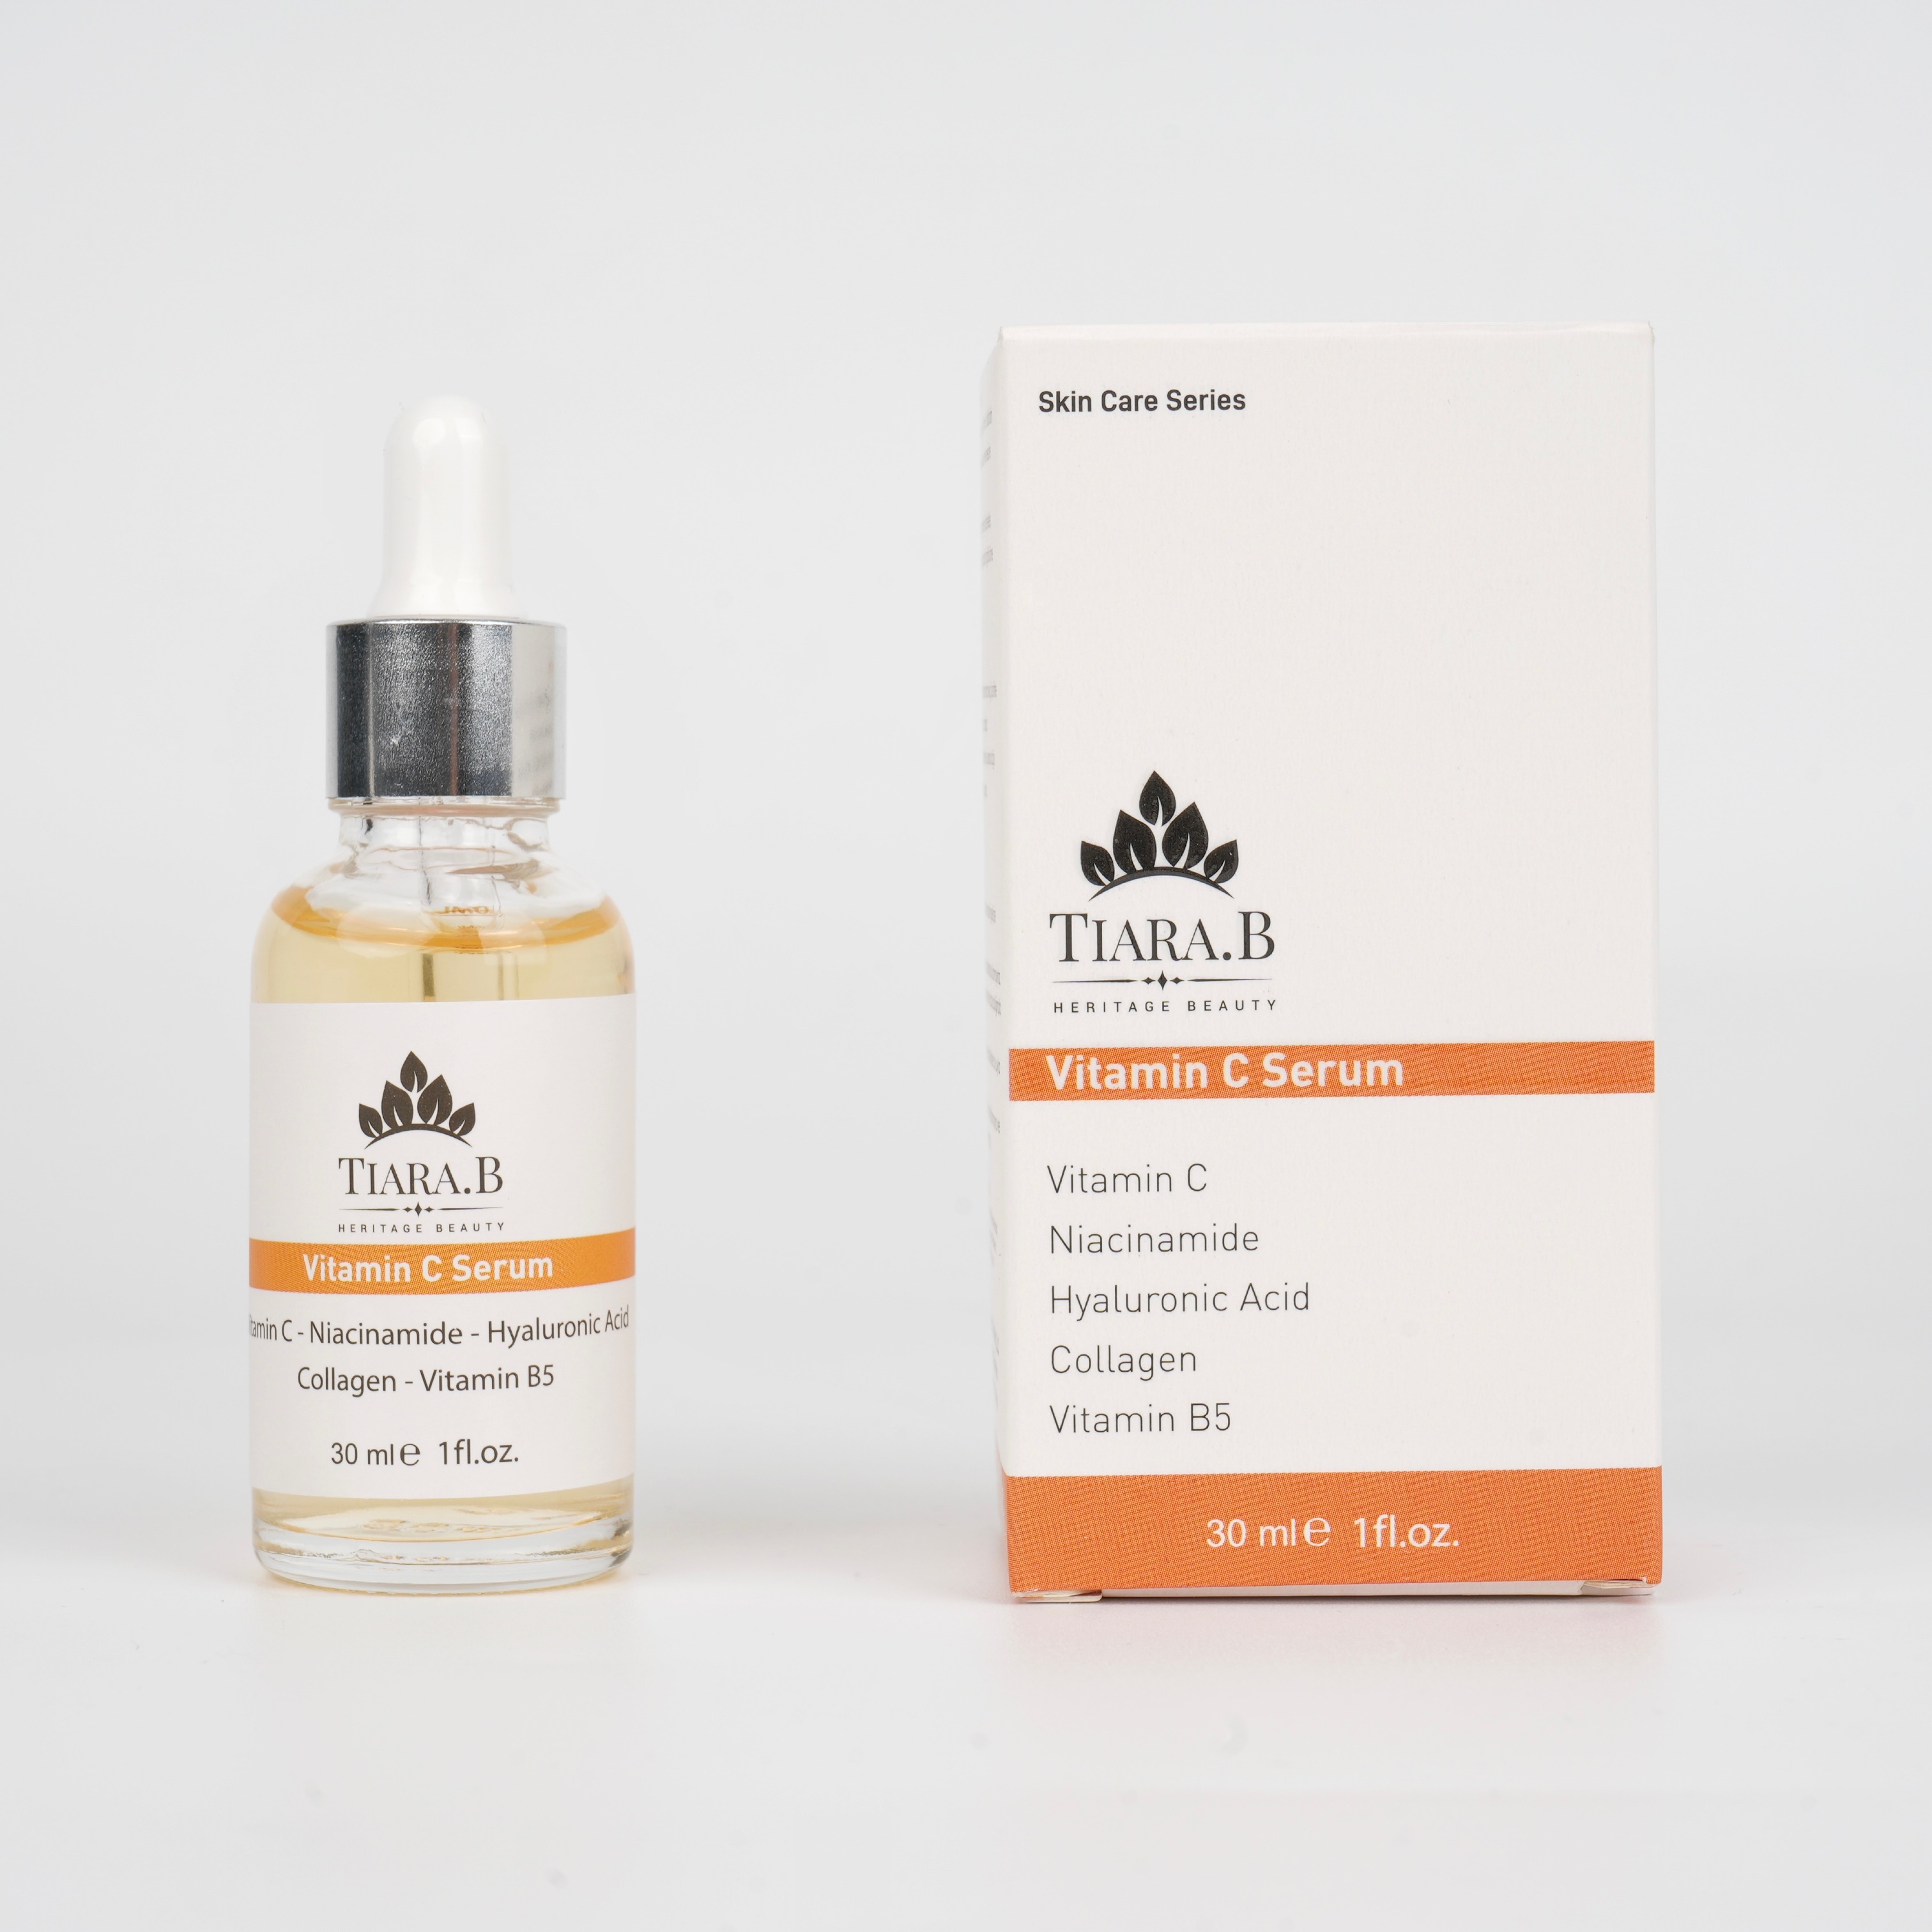 TIARA.B
HERITAGE BEAUTY
Vitamin C Serum
C - Niacinamide - Hyaluronic Acid
Collagen - Vitamin B5
30 ml℮ 1fl.oz.
Skin Care Series
TIARA.B
HERITAGE BEAUTY
Vitamin C Serum
Vitamin C
Niacinamide
Hyaluronic Acid
Collagen
Vitamin B5
30 ml℮ 1fl.oz.